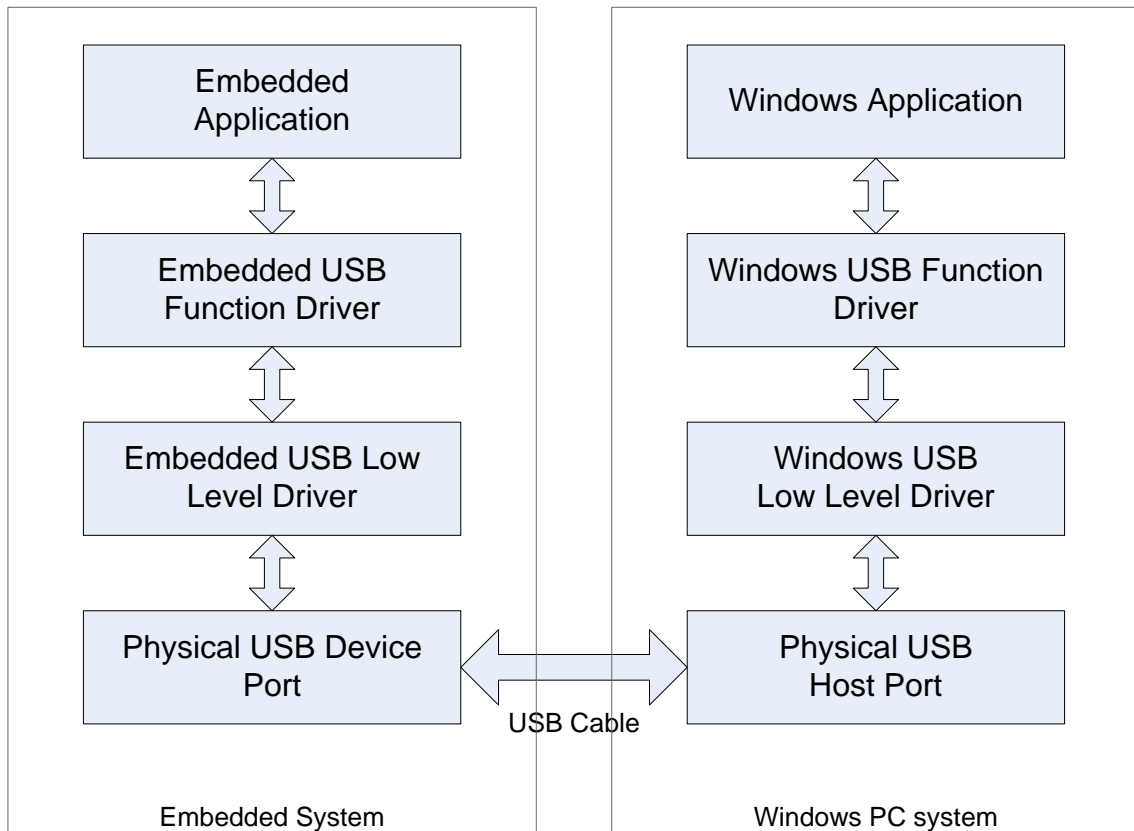 Embedded
Application
Windows Application
Embedded USB
Function Driver
Windows USB Function
Driver
Embedded USB Low
Level Driver
Windows USB
Low Level Driver
Physical USB Device
Port
Physical USB
Host Port
USB Cable
Embedded System
Windows PC system